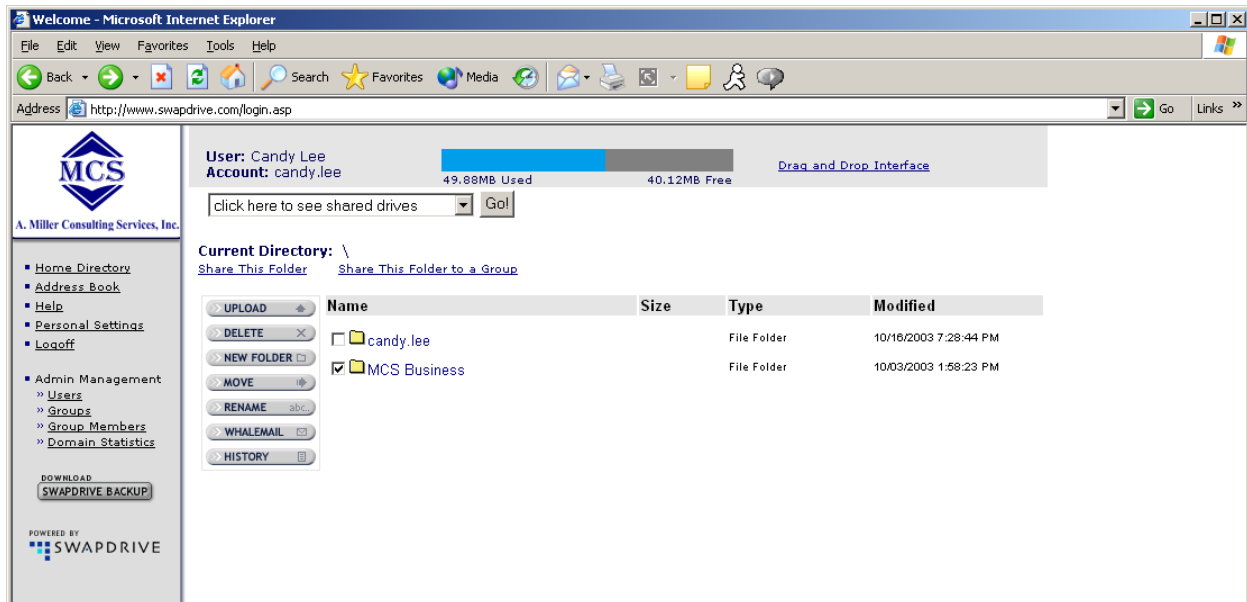 Welcome - Microsoft Internet Explorer
File Edit View Favorites Tools Help
Back Search Favorites Media
Address http://www.swapdrive.com/login.asp Go Links »
MCS
A. Miller Consulting Services, Inc.
Home Directory
Address Book
Help
Personal Settings
Logoff
Admin Management
» Users
» Groups
» Group Members
» Domain Statistics
DOWNLOAD
SWAPDRIVE BACKUP
POWERED BY
SWAPDRIVE
User: Candy Lee
Account: candy.lee
49.88MB Used 40.12MB Free
Drag and Drop Interface
click here to see shared drives Go!
Current Directory: \
Share This Folder Share This Folder to a Group
UPLOAD
DELETE
NEW FOLDER
MOVE
RENAME abc..
WHALEMAIL
HISTORY
Name Size Type Modified
candy.lee File Folder 10/16/2003 7:28:44 PM
MCS Business File Folder 10/03/2003 1:58:23 PM